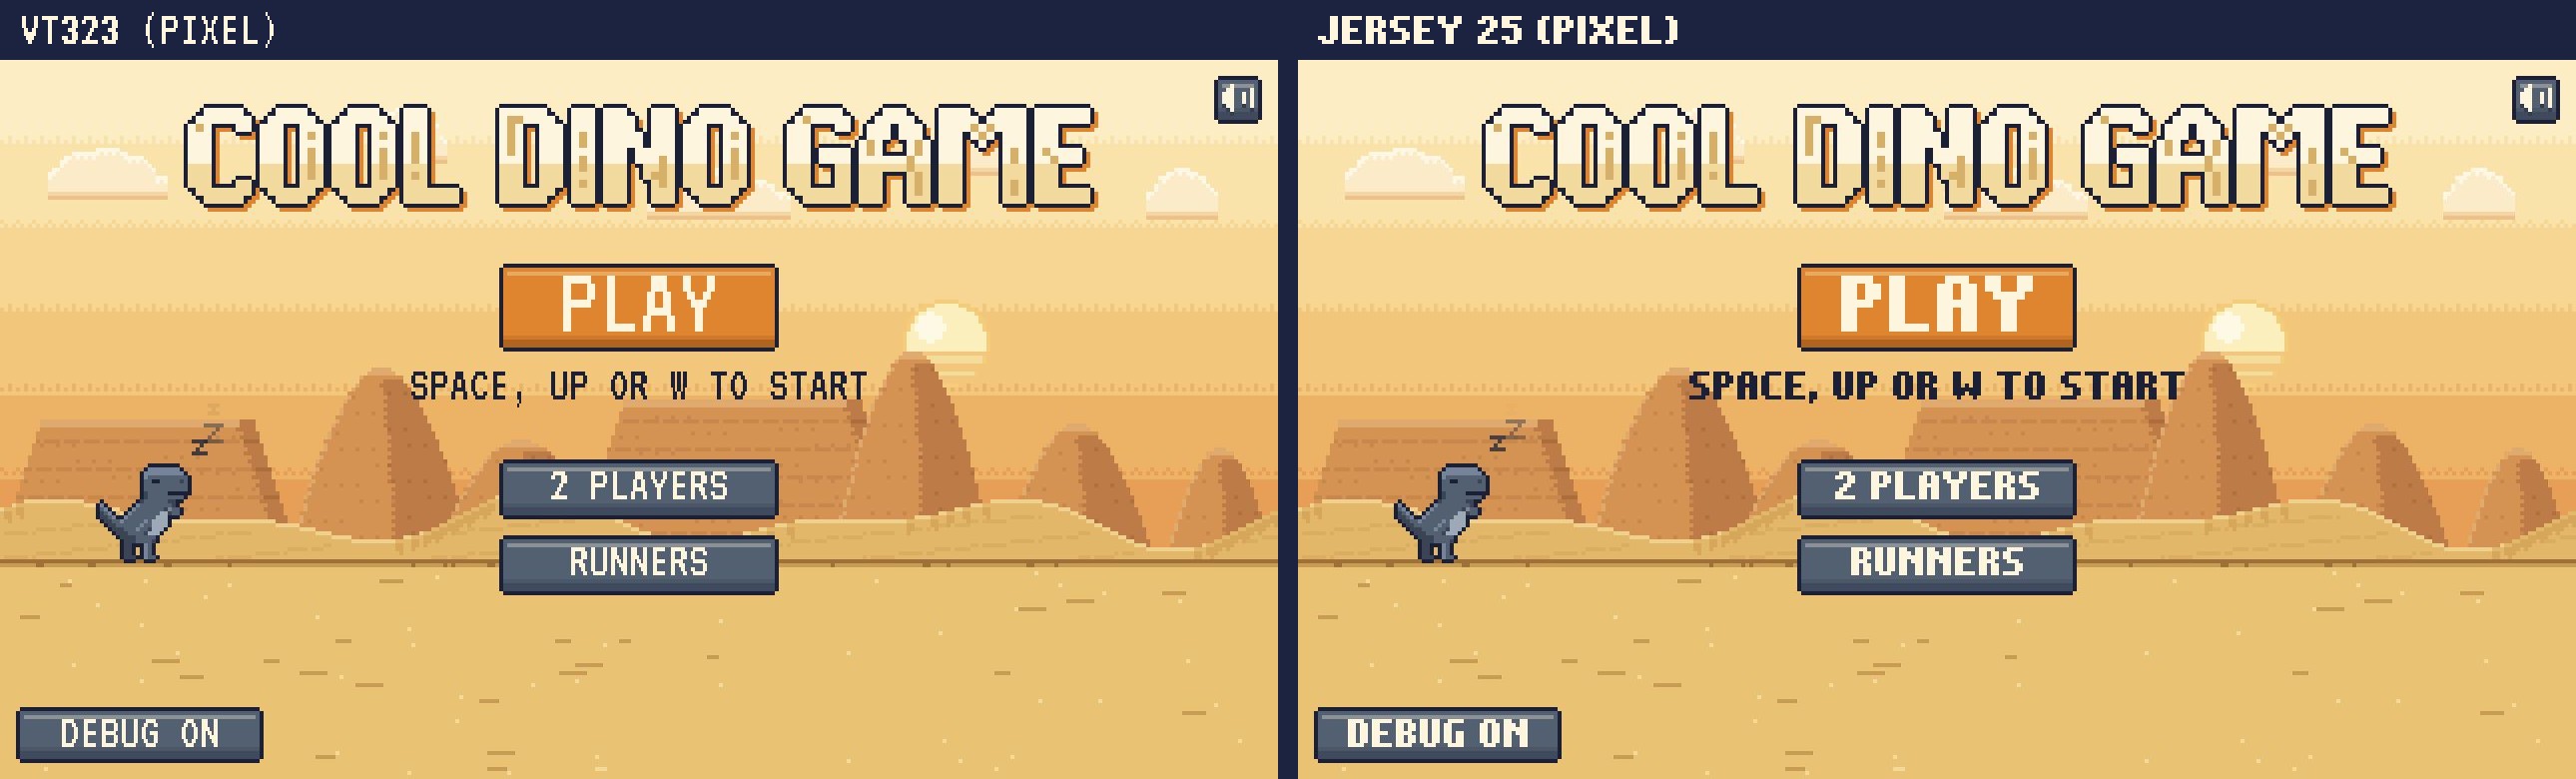 VT323 (PIXEL)
COOL DINO GAME
PLAY
SPACE, UP OR W TO START
Z
Z
2 PLAYERS
RUNNERS
DEBUG ON
JERSEY 25 (PIXEL)
COOL DINO GAME
PLAY
SPACE, UP OR W TO START
Z
Z
2 PLAYERS
RUNNERS
DEBUG ON